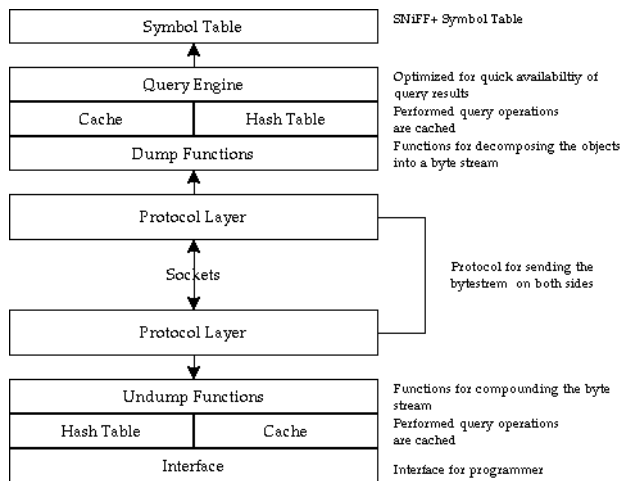 Symbol Table
SNiFF+ Symbol Table
Query Engine
Optimized for quick availabiltiy of
query results
Cache
Hash Table
Performed query operations
are cached
Dump Functions
Functions for decomposing the objects
into a byte stream
Protocol Layer
Sockets
Protocol for sending the
bytestrem on both sides
Protocol Layer
Undump Functions
Functions for compounding the byte
stream
Hash Table
Cache
Performed query operations
are cached
Interface
Interface for programmer